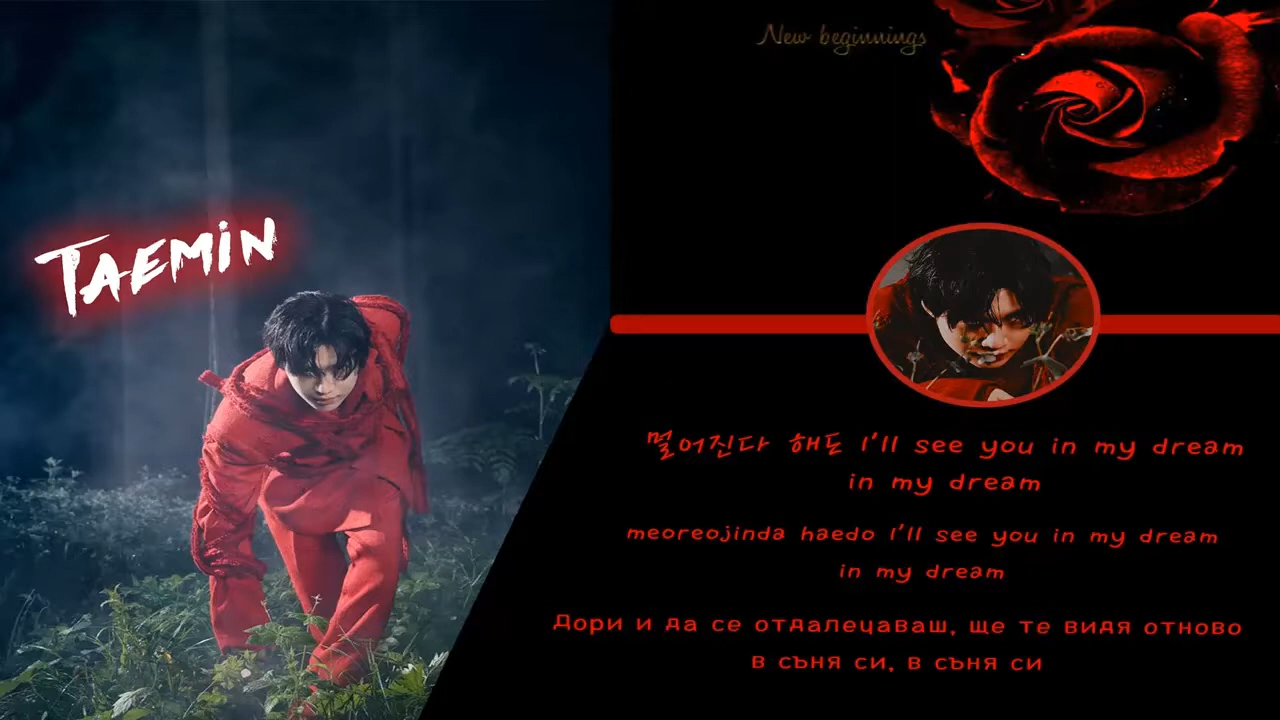 New beginnings
TAEMiN
멀어진다 해도 I'll see you in my dream
in my dream
meoreojinda haedo I'll see you in my dream
in my dream
Дори и да се отдалечаваш, ще те видя отново
в съня си, в съня си